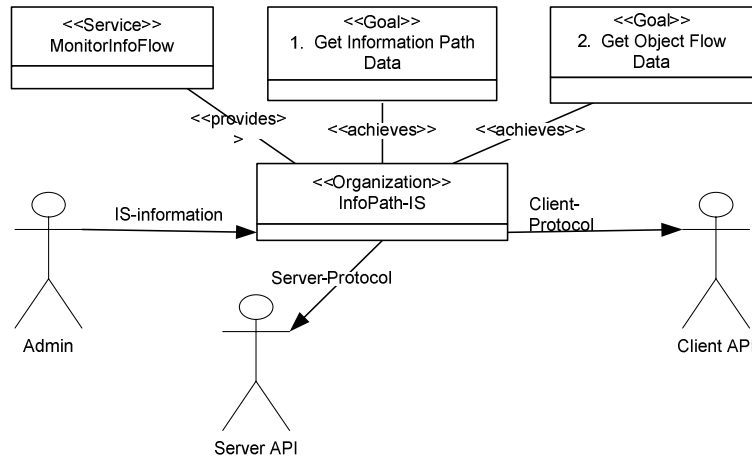 <<Service>>
MonitorInfoFlow
<<Goal>>
1. Get Information Path
Data
<<Goal>>
2. Get Object Flow
Data
<<provides>
>
<<achieves>>
<<achieves>>
<<Organization>>
InfoPath-IS
IS-information
Client-
Protocol
Server-Protocol
Admin
Client API
Server API